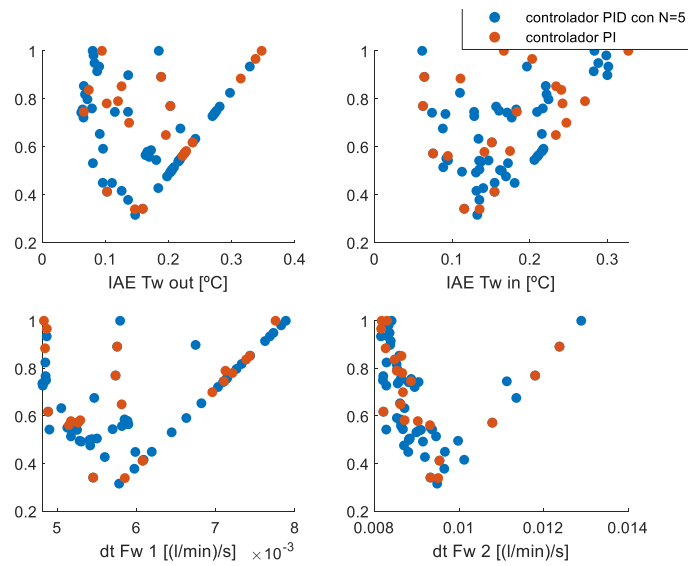 controlador PID con N=5
controlador PI
1
0.8
0.6
0.4
0.2
0 0.1 0.2 0.3 0.4
IAE Tw out [ºC]
1
0.8
0.6
0.4
0.2
0 0.1 0.2 0.3
IAE Tw in [ºC]
1
0.8
0.6
0.4
0.2
5 6 7 8
dt Fw 1 [(l/min)/s] ×10⁻³
1
0.8
0.6
0.4
0.2
0.008 0.01 0.012 0.014
dt Fw 2 [(l/min)/s]